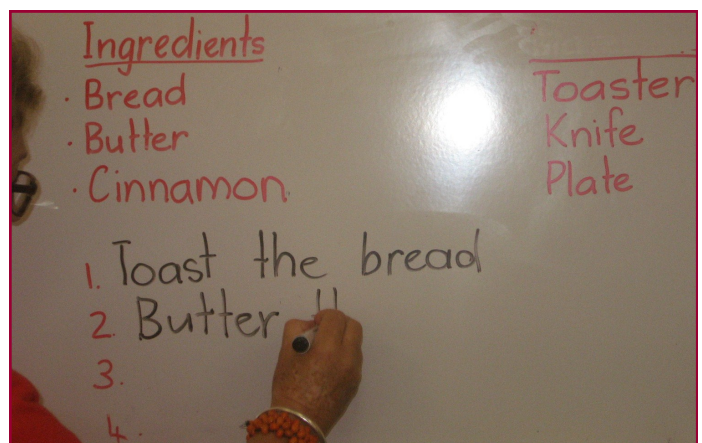 Ingredients
· Bread
· Butter
· Cinnamon
Toaster
Knife
Plate
1. Toast the bread
2. Butter
3.
4.